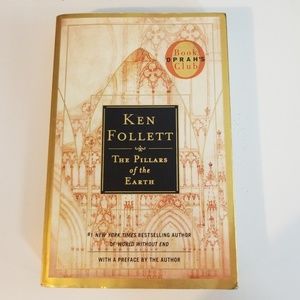 Book
OPRAH'S
Club
KEN
FOLLETT
THE PILLARS
of the
EARTH
#1 NEW YORK TIMES BESTSELLING AUTHOR
OF WORLD WITHOUT END
WITH A PREFACE BY THE AUTHOR